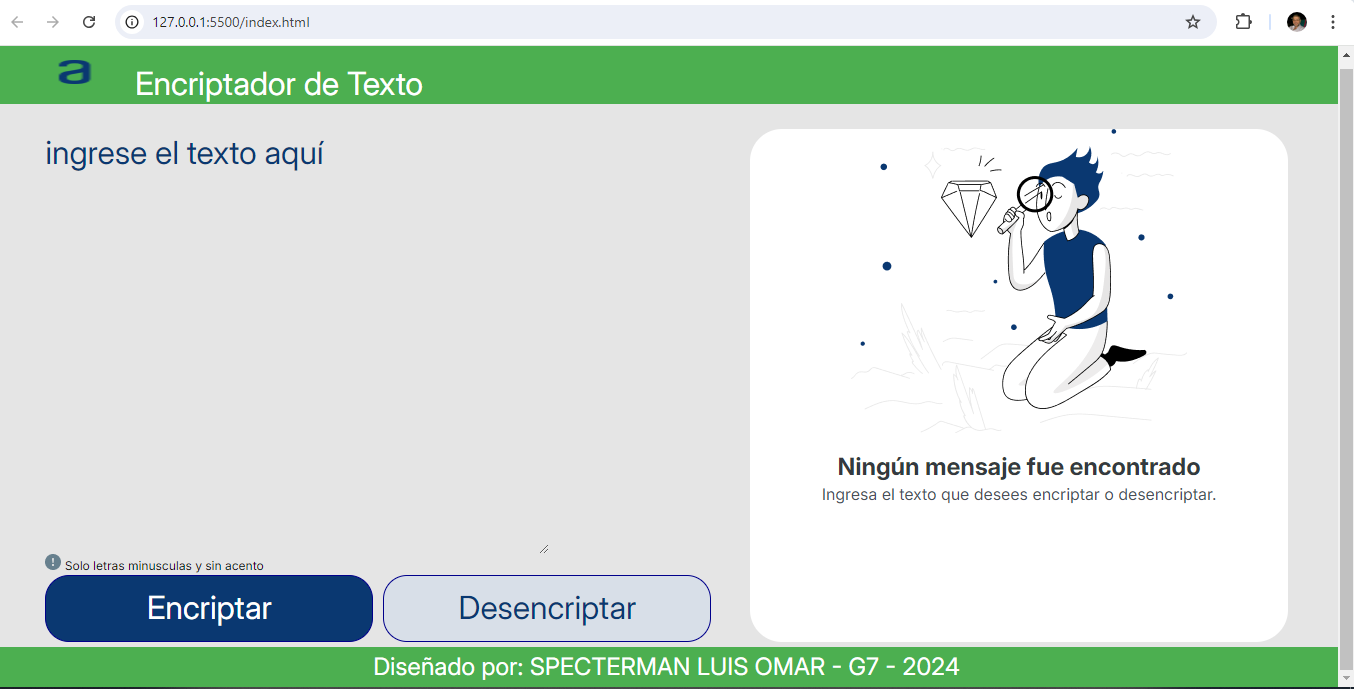 127.0.0.1:5500/index.html
a
Encriptador de Texto
ingrese el texto aquí
Solo letras minusculas y sin acento
Encriptar
Desencriptar
Ningún mensaje fue encontrado
Ingresa el texto que desees encriptar o desencriptar.
Diseñado por: SPECTERMAN LUIS OMAR - G7 - 2024